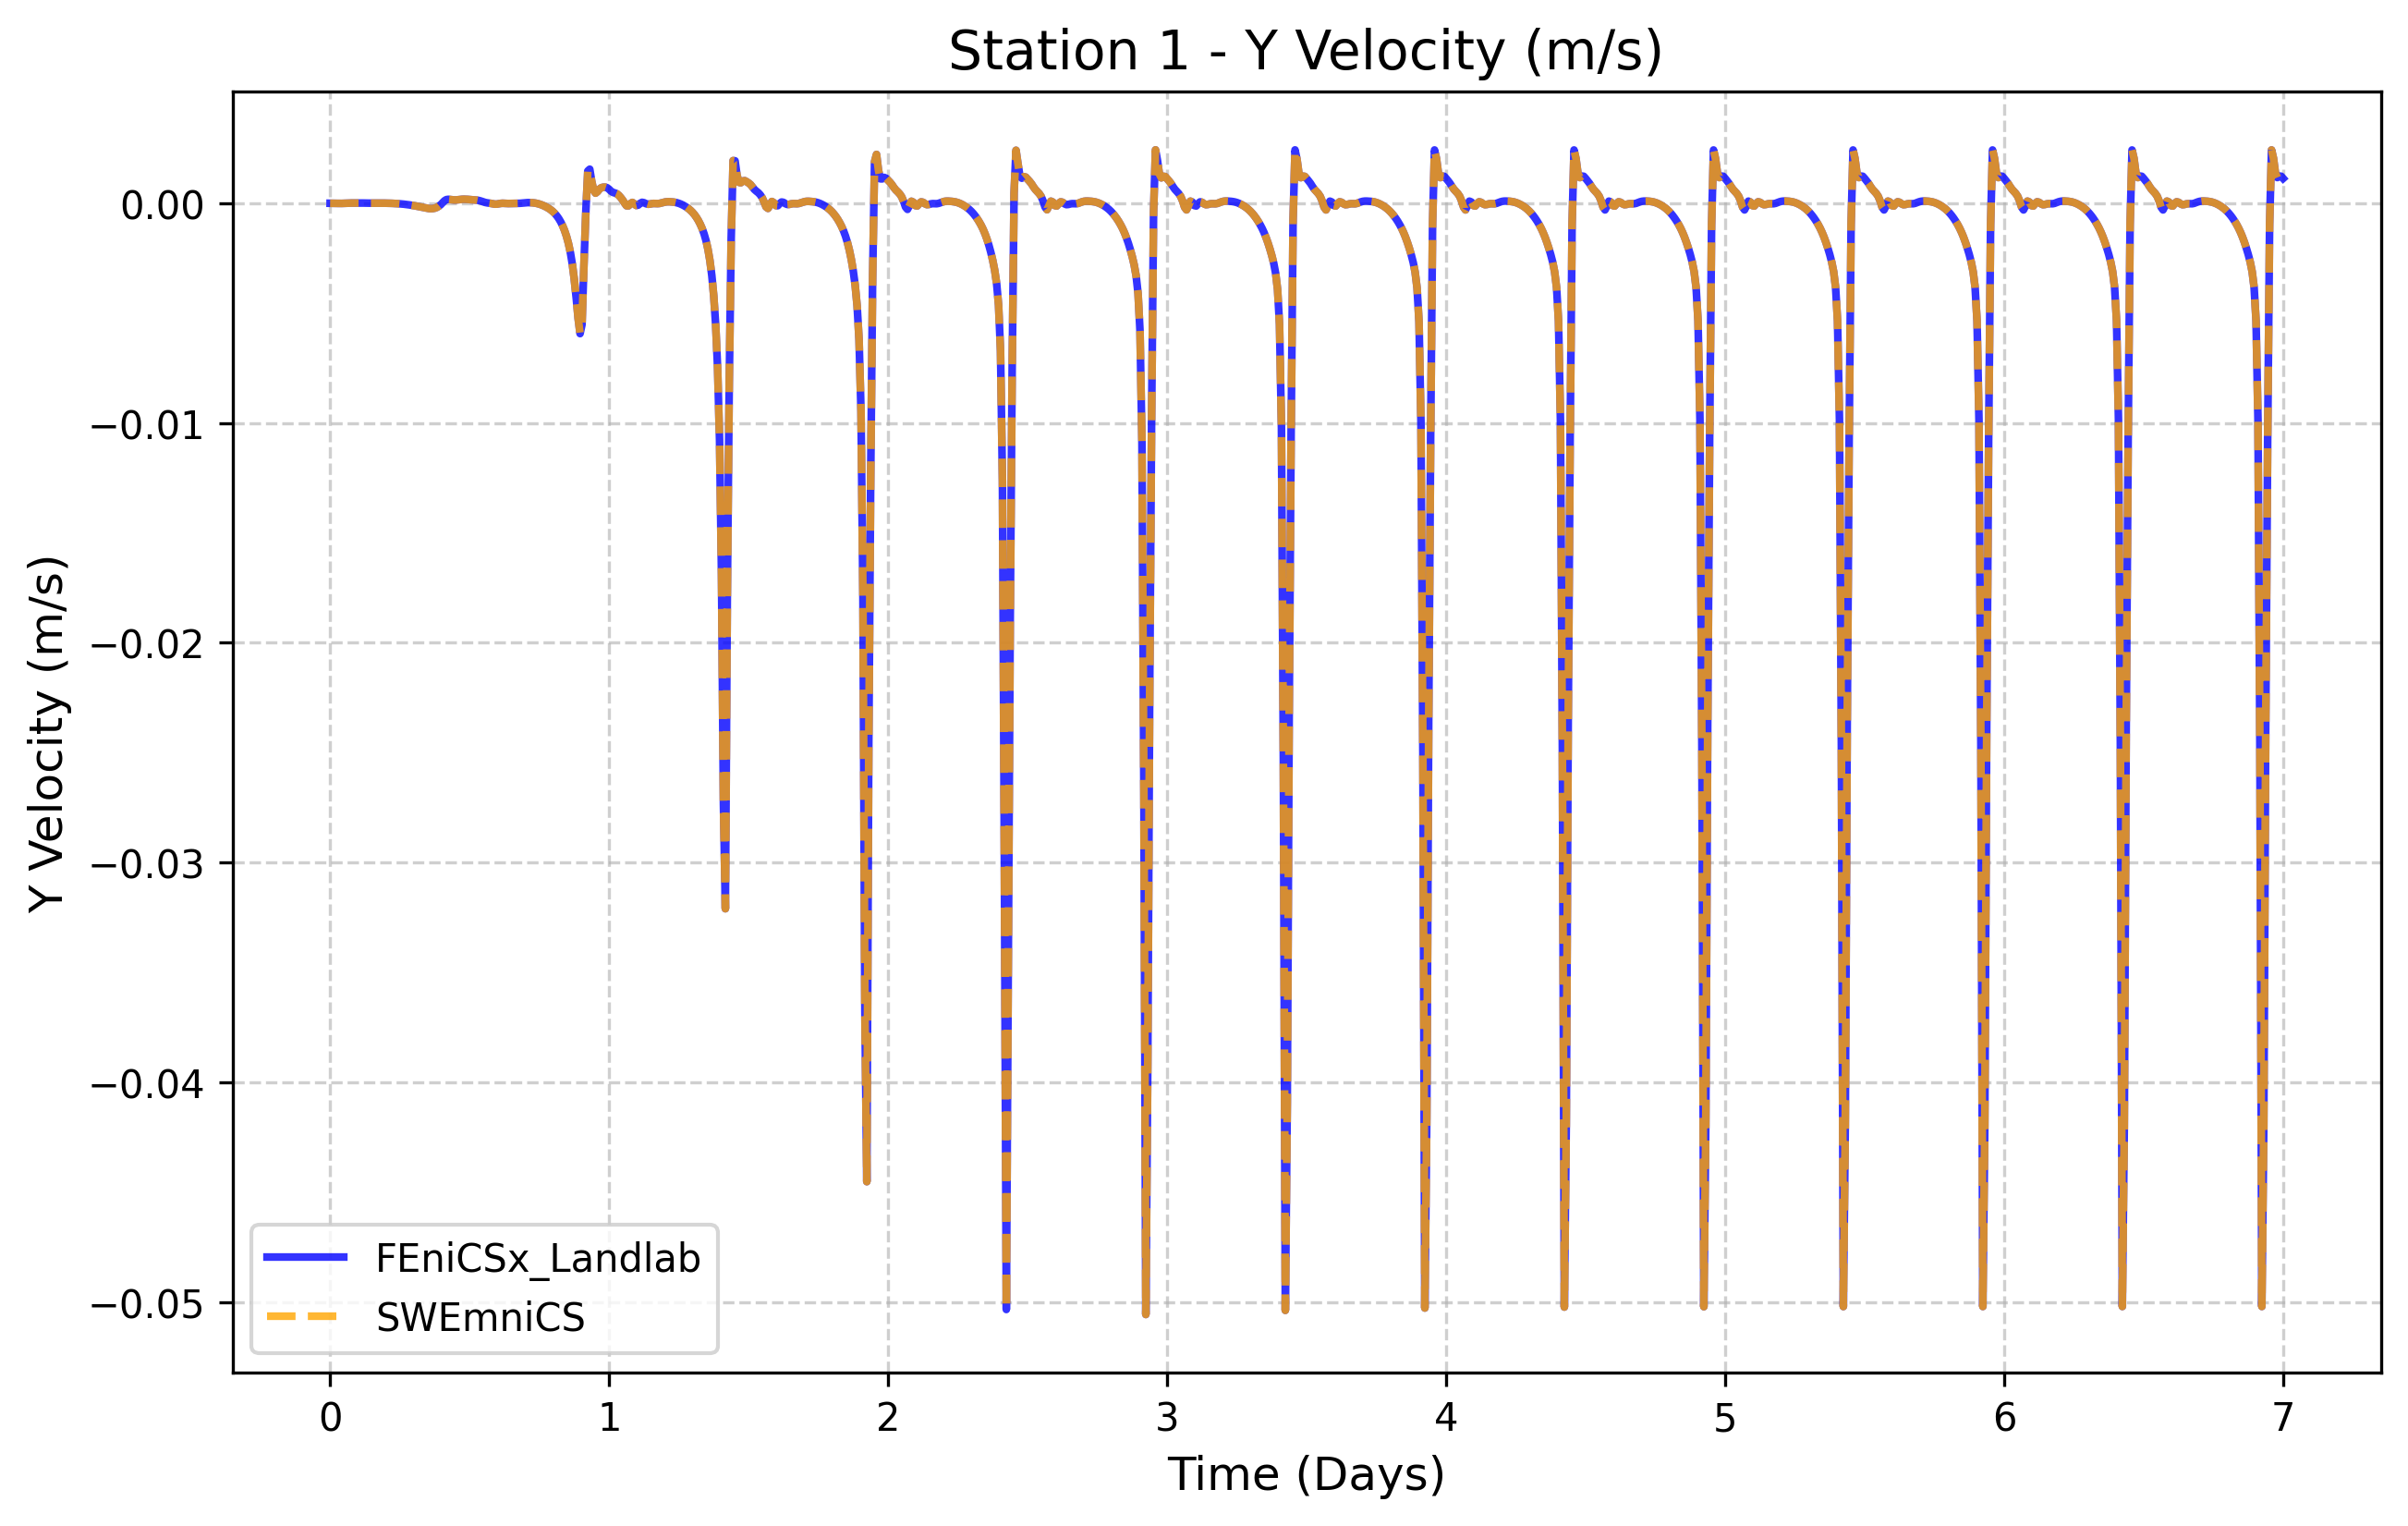 Station 1 - Y Velocity (m/s)
Y Velocity (m/s)
0.00
−0.01
−0.02
−0.03
−0.04
−0.05
FEniCSx_Landlab
SWEmniCS
0 1 2 3 4 5 6 7
Time (Days)